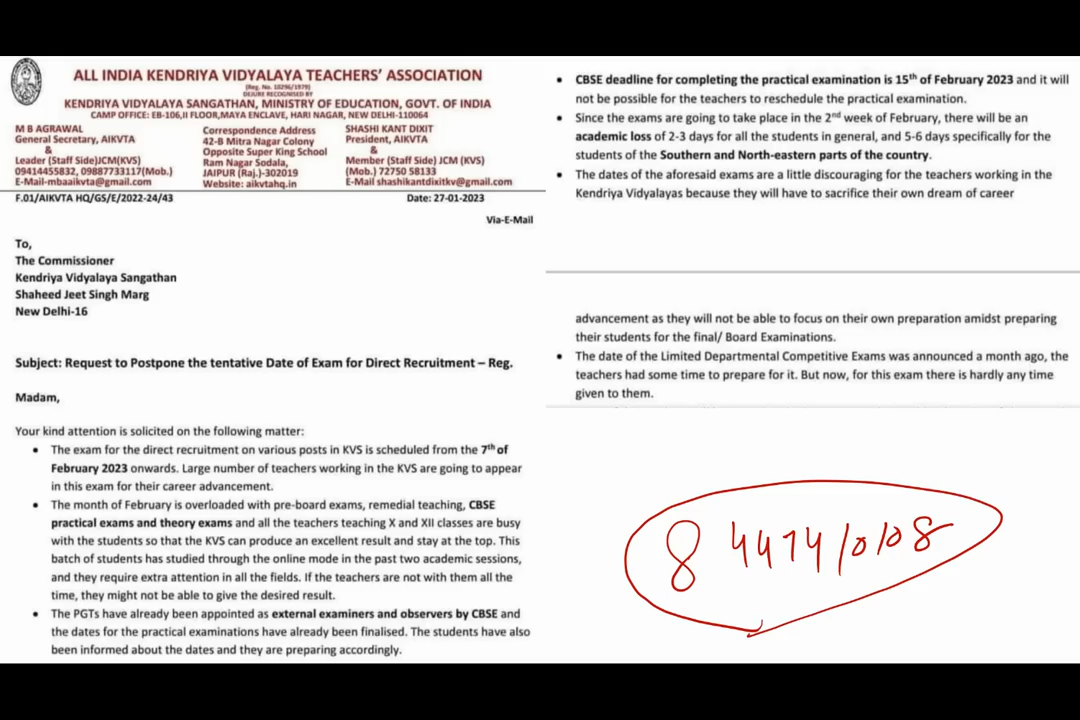 ALL INDIA KENDRIYA VIDYALAYA TEACHERS' ASSOCIATION
(Reg. No. 10296/1979)
DEJURE RECOGNISED BY
KENDRIYA VIDYALAYA SANGATHAN, MINISTRY OF EDUCATION, GOVT. OF INDIA
CAMP OFFICE: EB-106,II FLOOR,MAYA ENCLAVE, HARI NAGAR, NEW DELHI-110064
M B AGRAWAL
General Secretary, AIKVTA
&
Leader (Staff Side)JCM(KVS)
09414455832, 09887733117(Mob.)
E-Mail-mbaaikvta@gmail.com
Correspondence Address
42-B Mitra Nagar Colony
Opposite Super King School
Ram Nagar Sodala,
JAIPUR (Raj.)-302019
Website: aikvtahq.in
SHASHI KANT DIXIT
President, AIKVTA
&
Member (Staff Side) JCM (KVS)
(Mob.) 72750 58133
E-Mail shashikantdixitkv@gmail.com
F.01/AIKVTA HQ/GS/E/2022-24/43 Date: 27-01-2023
Via-E-Mail
To,
The Commissioner
Kendriya Vidyalaya Sangathan
Shaheed Jeet Singh Marg
New Delhi-16
Subject: Request to Postpone the tentative Date of Exam for Direct Recruitment – Reg.
Madam,
Your kind attention is solicited on the following matter:
• The exam for the direct recruitment on various posts in KVS is scheduled from the 7th of
February 2023 onwards. Large number of teachers working in the KVS are going to appear
in this exam for their career advancement.
• The month of February is overloaded with pre-board exams, remedial teaching, CBSE
practical exams and theory exams and all the teachers teaching X and XII classes are busy
with the students so that the KVS can produce an excellent result and stay at the top. This
batch of students has studied through the online mode in the past two academic sessions,
and they require extra attention in all the fields. If the teachers are not with them all the
time, they might not be able to give the desired result.
• The PGTs have already been appointed as external examiners and observers by CBSE and
the dates for the practical examinations have already been finalised. The students have also
been informed about the dates and they are preparing accordingly.
• CBSE deadline for completing the practical examination is 15th of February 2023 and it will
not be possible for the teachers to reschedule the practical examination.
• Since the exams are going to take place in the 2nd week of February, there will be an
academic loss of 2-3 days for all the students in general, and 5-6 days specifically for the
students of the Southern and North-eastern parts of the country.
• The dates of the aforesaid exams are a little discouraging for the teachers working in the
Kendriya Vidyalayas because they will have to sacrifice their own dream of career
advancement as they will not be able to focus on their own preparation amidst preparing
their students for the final/ Board Examinations.
• The date of the Limited Departmental Competitive Exams was announced a month ago, the
teachers had some time to prepare for it. But now, for this exam there is hardly any time
given to them.
8447410108